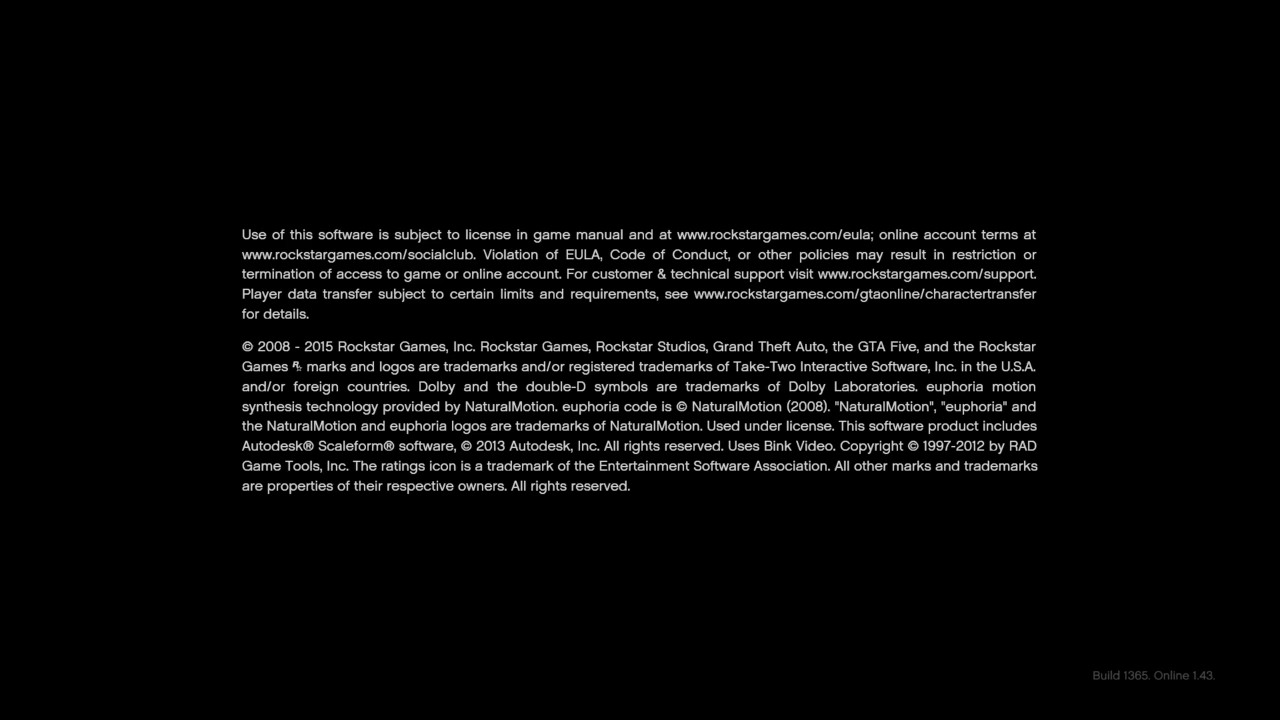 Use of this software is subject to license in game manual and at www.rockstargames.com/eula; online account terms at
www.rockstargames.com/socialclub. Violation of EULA, Code of Conduct, or other policies may result in restriction or
termination of access to game or online account. For customer & technical support visit www.rockstargames.com/support.
Player data transfer subject to certain limits and requirements, see www.rockstargames.com/gtaonline/charactertransfer
for details.
© 2008 - 2015 Rockstar Games, Inc. Rockstar Games, Rockstar Studios, Grand Theft Auto, the GTA Five, and the Rockstar
Games R* marks and logos are trademarks and/or registered trademarks of Take-Two Interactive Software, Inc. in the U.S.A.
and/or foreign countries. Dolby and the double-D symbols are trademarks of Dolby Laboratories. euphoria motion
synthesis technology provided by NaturalMotion. euphoria code is © NaturalMotion (2008). "NaturalMotion", "euphoria" and
the NaturalMotion and euphoria logos are trademarks of NaturalMotion. Used under license. This software product includes
Autodesk® Scaleform® software, © 2013 Autodesk, Inc. All rights reserved. Uses Bink Video. Copyright © 1997-2012 by RAD
Game Tools, Inc. The ratings icon is a trademark of the Entertainment Software Association. All other marks and trademarks
are properties of their respective owners. All rights reserved.
Build 1365. Online 1.43.